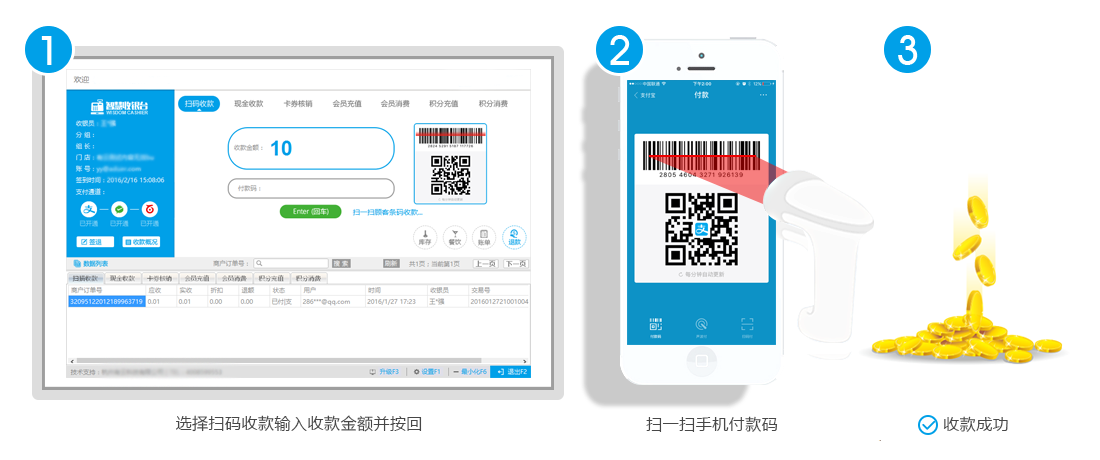 1
欢迎
智慧收银台
WISDOM CASHIER
扫码收款 现金收款 卡券核销 会员充值 会员消费 积分充值 积分消费
收银员：王*强
分 组：
组 长：
门 店：
账 号：
签到时间：2016/2/16 15:08:06
支付通道：
已开通 已开通 已开通
签退 收款概况
收款金额： 10
付款码：
Enter (回车) 扫一扫顾客条码收款...
每分钟自动更新
库存 餐饮 账单 退款
数据列表 商户订单号： 搜 索 刷新 共1页：当前第1页 上一页 下一页
扫码收款 现金收款 卡券核销 会员充值 会员消费 积分充值 积分消费
商户订单号 应收 实收 折扣 退额 状态 用户 时间 收银员 交易号
32095122012189963719 0.01 0.01 0.00 0.00 已付(支 286***@qq.com 2016/1/27 17:23 王*强 2016012721001004
技术支持：
升级F3 设置F1 最小化F6 退出F2
选择扫码收款输入收款金额并按回
2
中国联通 下午2:06 12%
支付宝 付款 ···
2805 4604 3271 926139
支
每分钟自动更新
付款码
扫一扫手机付款码
3
收款成功